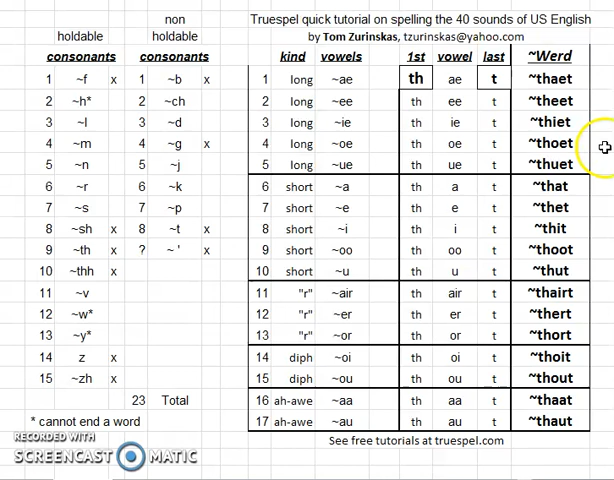 non Truespel quick tutorial on spelling the 40 sounds of US English
holdable holdable by Tom Zurinskas, tzurinskas@yahoo.com
consonants consonants kind vowels 1st vowel last ~Werd
1 ~f x 1 ~b x 1 long ~ae th ae t ~thaet
2 ~h* 2 ~ch 2 long ~ee th ee t ~theet
3 ~l 3 ~d 3 long ~ie th ie t ~thiet
4 ~m 4 ~g x 4 long ~oe th oe t ~thoet
5 ~n 5 ~j 5 long ~ue th ue t ~thuet
6 ~r 6 ~k 6 short ~a th a t ~that
7 ~s 7 ~p 7 short ~e th e t ~thet
8 ~sh x 8 ~t x 8 short ~i th i t ~thit
9 ~th x ? ~ ' 9 short ~oo th oo t ~thoot
10 ~thh x 10 short ~u th u t ~thut
11 ~v 11 "r" ~air th air t ~thairt
12 ~w* 12 "r" ~er th er t ~thert
13 ~y* 13 "r" ~or th or t ~thort
14 z x 14 diph ~oi th oi t ~thoit
15 ~zh x 15 diph ~ou th ou t ~thout
23 Total 16 ah-awe ~aa th aa t ~thaat
* cannot end a word 17 ah-awe ~au th au t ~thaut
See free tutorials at truespel.com
RECORDED WITH
SCREENCAST MATIC